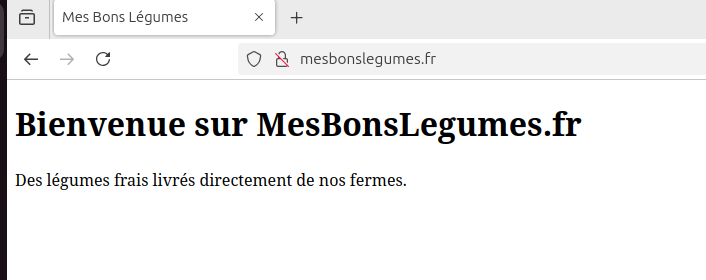 Mes Bons Légumes
mesbonslegumes.fr
Bienvenue sur MesBonsLegumes.fr
Des légumes frais livrés directement de nos fermes.